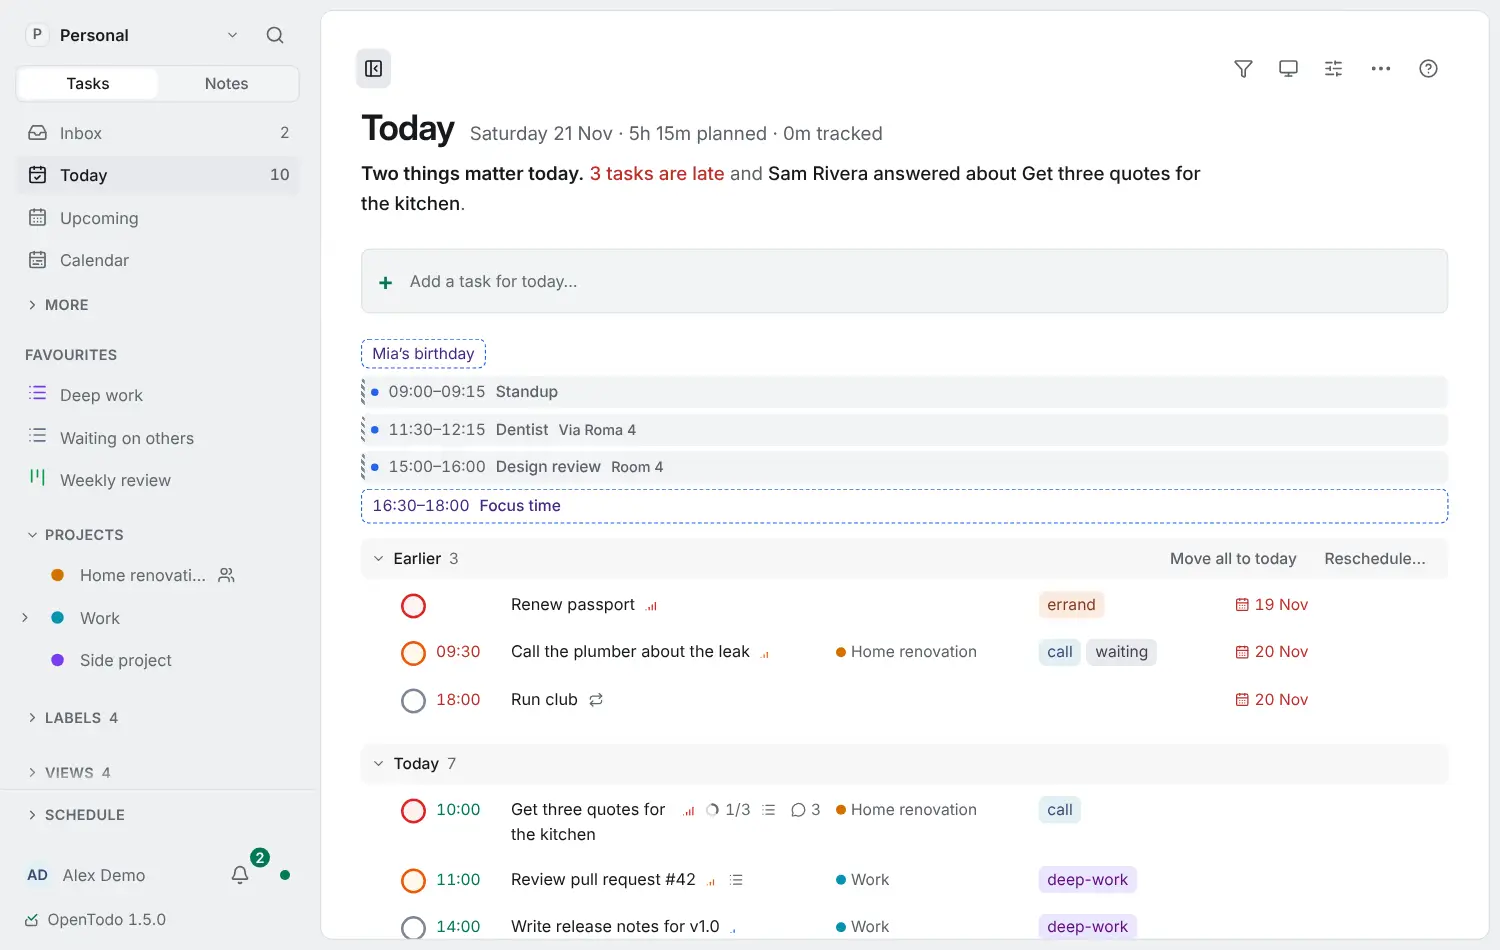 P Personal
Tasks Notes
Inbox 2
Today 10
Upcoming
Calendar
MORE
FAVOURITES
Deep work
Waiting on others
Weekly review
PROJECTS
Home renovati...
Work
Side project
LABELS 4
VIEWS 4
SCHEDULE
AD Alex Demo 2
OpenTodo 1.5.0
Today Saturday 21 Nov · 5h 15m planned · 0m tracked
Two things matter today. 3 tasks are late and Sam Rivera answered about Get three quotes for
the kitchen.
+ Add a task for today...
Mia's birthday
09:00–09:15 Standup
11:30–12:15 Dentist Via Roma 4
15:00–16:00 Design review Room 4
16:30–18:00 Focus time
Earlier 3 Move all to today Reschedule...
Renew passport errand 19 Nov
09:30 Call the plumber about the leak Home renovation call waiting 20 Nov
18:00 Run club 20 Nov
Today 7
10:00 Get three quotes for 1/3 3 Home renovation call
the kitchen
11:00 Review pull request #42 Work deep-work
14:00 Write release notes for v1.0 Work deep-work